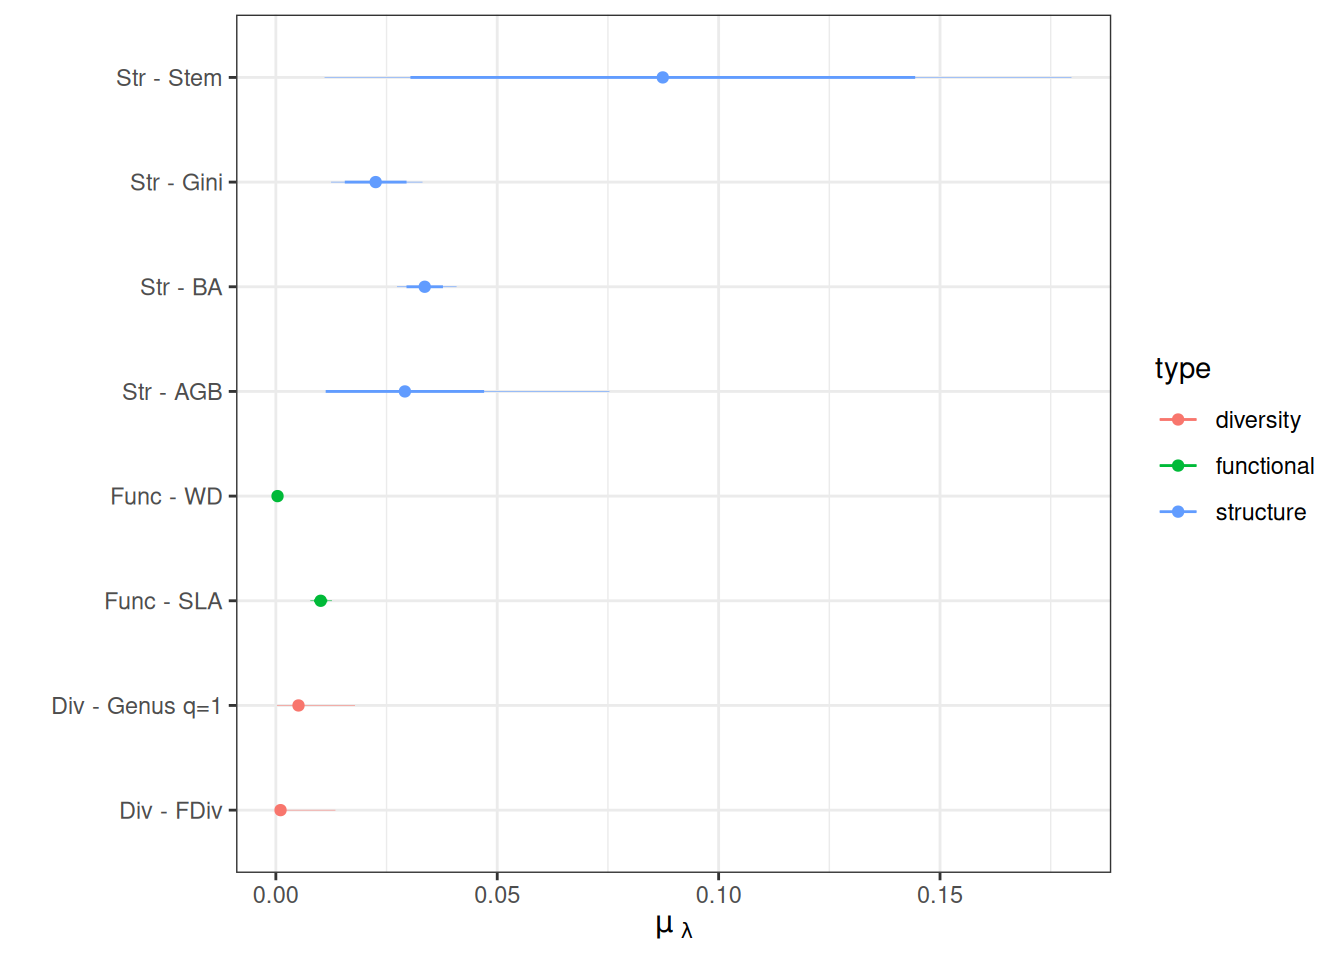 Str - Stem
Str - Gini
Str - BA
Str - AGB
Func - WD
Func - SLA
Div - Genus q=1
Div - FDiv
0.00 0.05 0.10 0.15
μ λ
type
diversity
functional
structure